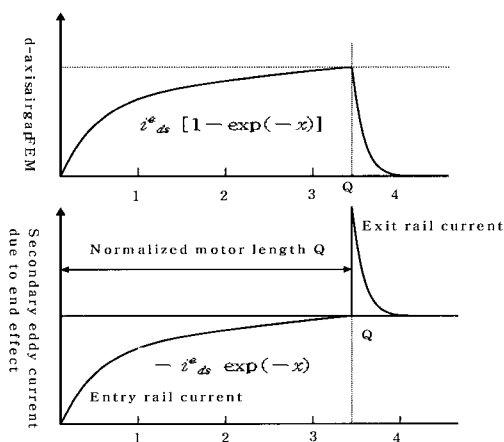 d-axisairgapFEM
i^e_ds [1-exp(-x)]
1 2 3 Q 4
Secondary eddy current
due to end effect
Exit rail current
Normalized motor length Q
Q
- i^e_ds exp(-x)
Entry rail current
1 2 3 4